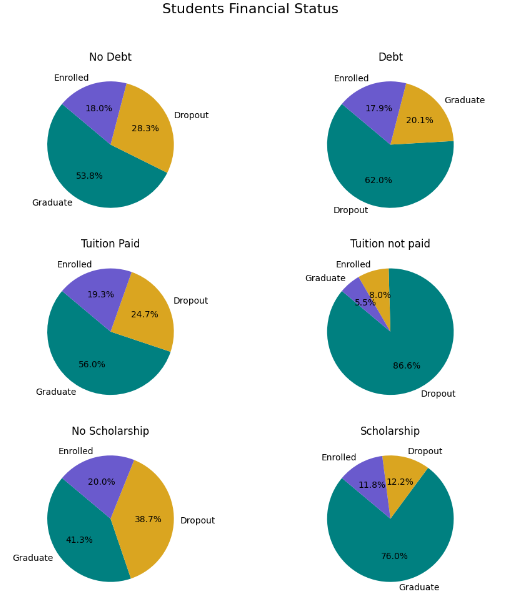 Students Financial Status
No Debt
Enrolled
18.0%
Dropout
28.3%
53.8%
Graduate
Debt
Enrolled
17.9%
Graduate
20.1%
62.0%
Dropout
Tuition Paid
Enrolled
19.3%
Dropout
24.7%
56.0%
Graduate
Tuition not paid
Enrolled
Graduate
8.0%
5.5%
86.6%
Dropout
No Scholarship
Enrolled
20.0%
38.7%
Dropout
41.3%
Graduate
Scholarship
Dropout
Enrolled
12.2%
11.8%
76.0%
Graduate